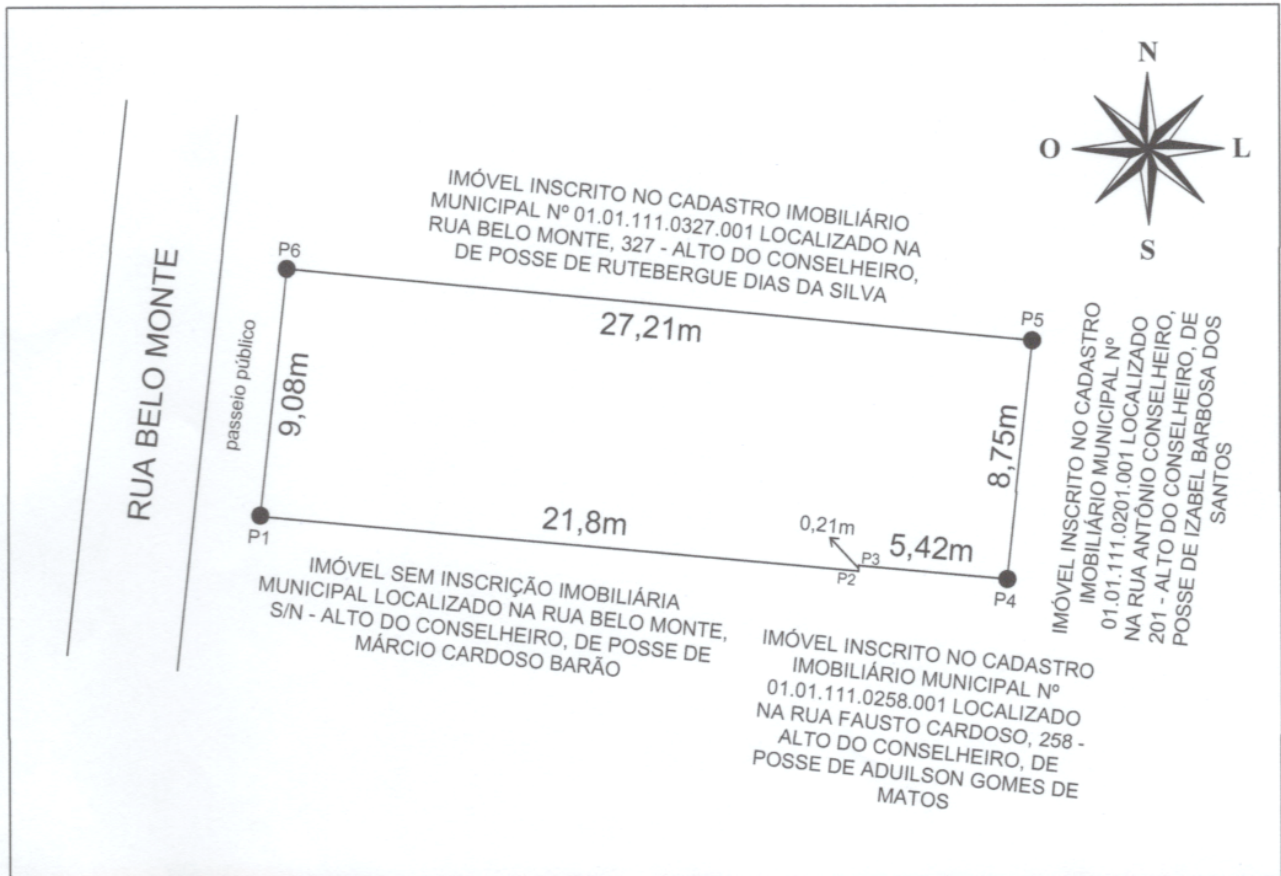 N
O
L
S
IMÓVEL INSCRITO NO CADASTRO IMOBILIÁRIO
MUNICIPAL Nº 01.01.111.0327.001 LOCALIZADO NA
RUA BELO MONTE, 327 - ALTO DO CONSELHEIRO,
DE POSSE DE RUTEBERGUE DIAS DA SILVA
RUA BELO MONTE
passeio público
P6
27,21m
P5
9,08m
8,75m
IMÓVEL INSCRITO NO CADASTRO
IMOBILIÁRIO MUNICIPAL Nº
01.01.111.0201.001 LOCALIZADO
NA RUA ANTÔNIO CONSELHEIRO,
201 - ALTO DO CONSELHEIRO, DE
POSSE DE IZABEL BARBOSA DOS
SANTOS
P1
21,8m
0,21m
P2
P3
5,42m
P4
IMÓVEL SEM INSCRIÇÃO IMOBILIÁRIA
MUNICIPAL LOCALIZADO NA RUA BELO MONTE,
S/N - ALTO DO CONSELHEIRO, DE POSSE DE
MÁRCIO CARDOSO BARÃO
IMÓVEL INSCRITO NO CADASTRO
IMOBILIÁRIO MUNICIPAL Nº
01.01.111.0258.001 LOCALIZADO
NA RUA FAUSTO CARDOSO, 258 -
ALTO DO CONSELHEIRO, DE
POSSE DE ADUILSON GOMES DE
MATOS